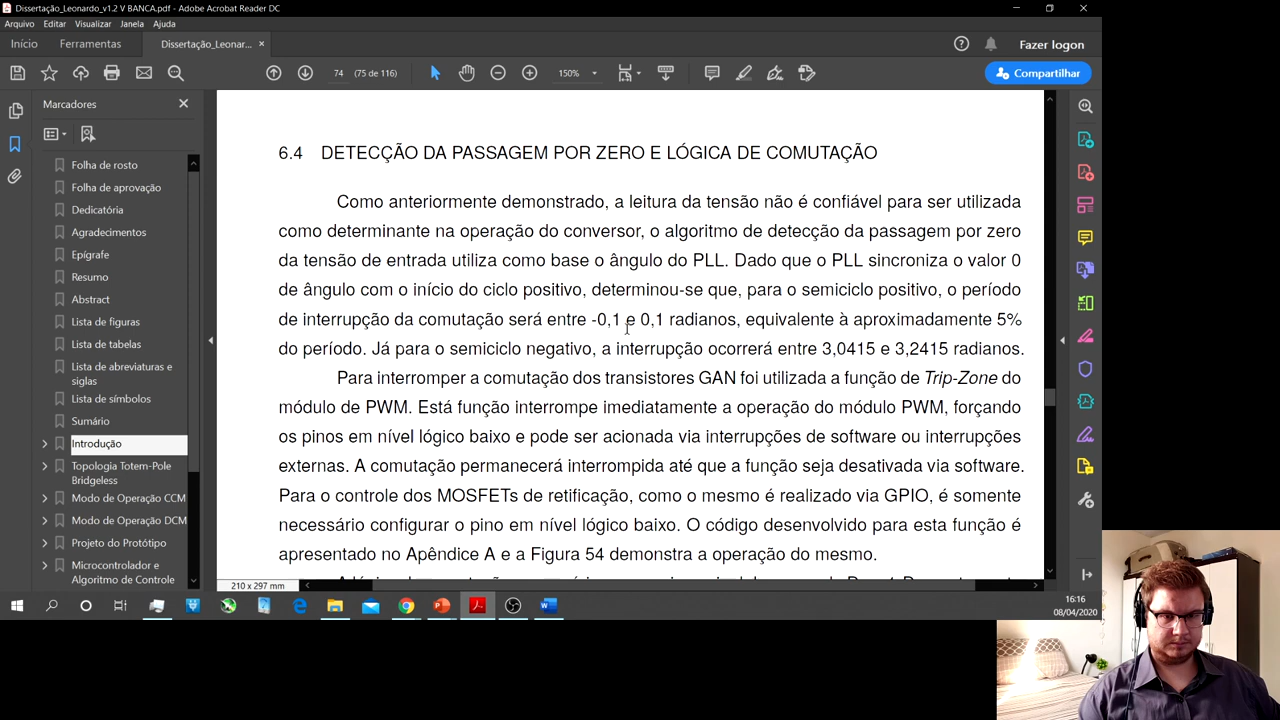 Dissertação_Leonardo_v1.2 V BANCA.pdf - Adobe Acrobat Reader DC
Arquivo Editar Visualizar Janela Ajuda
Início Ferramentas Dissertação_Leonar... × Fazer logon
74 (75 de 116) 150% Compartilhar
Marcadores
Folha de rosto
Folha de aprovação
Dedicatória
Agradecimentos
Epígrafe
Resumo
Abstract
Lista de figuras
Lista de tabelas
Lista de abreviaturas e
siglas
Lista de símbolos
Sumário
Introdução
Topologia Totem-Pole
Bridgeless
Modo de Operação CCM
Modo de Operação DCM
Projeto do Protótipo
Microcontrolador e
Algoritmo de Controle
6.4 DETECÇÃO DA PASSAGEM POR ZERO E LÓGICA DE COMUTAÇÃO
Como anteriormente demonstrado, a leitura da tensão não é confiável para ser utilizada
como determinante na operação do conversor, o algoritmo de detecção da passagem por zero
da tensão de entrada utiliza como base o ângulo do PLL. Dado que o PLL sincroniza o valor 0
de ângulo com o início do ciclo positivo, determinou-se que, para o semiciclo positivo, o período
de interrupção da comutação será entre -0,1 e 0,1 radianos, equivalente à aproximadamente 5%
do período. Já para o semiciclo negativo, a interrupção ocorrerá entre 3,0415 e 3,2415 radianos.
Para interromper a comutação dos transistores GAN foi utilizada a função de Trip-Zone do
módulo de PWM. Está função interrompe imediatamente a operação do módulo PWM, forçando
os pinos em nível lógico baixo e pode ser acionada via interrupções de software ou interrupções
externas. A comutação permanecerá interrompida até que a função seja desativada via software.
Para o controle dos MOSFETs de retificação, como o mesmo é realizado via GPIO, é somente
necessário configurar o pino em nível lógico baixo. O código desenvolvido para esta função é
apresentado no Apêndice A e a Figura 54 demonstra a operação do mesmo.
210 x 297 mm
16:16
08/04/2020